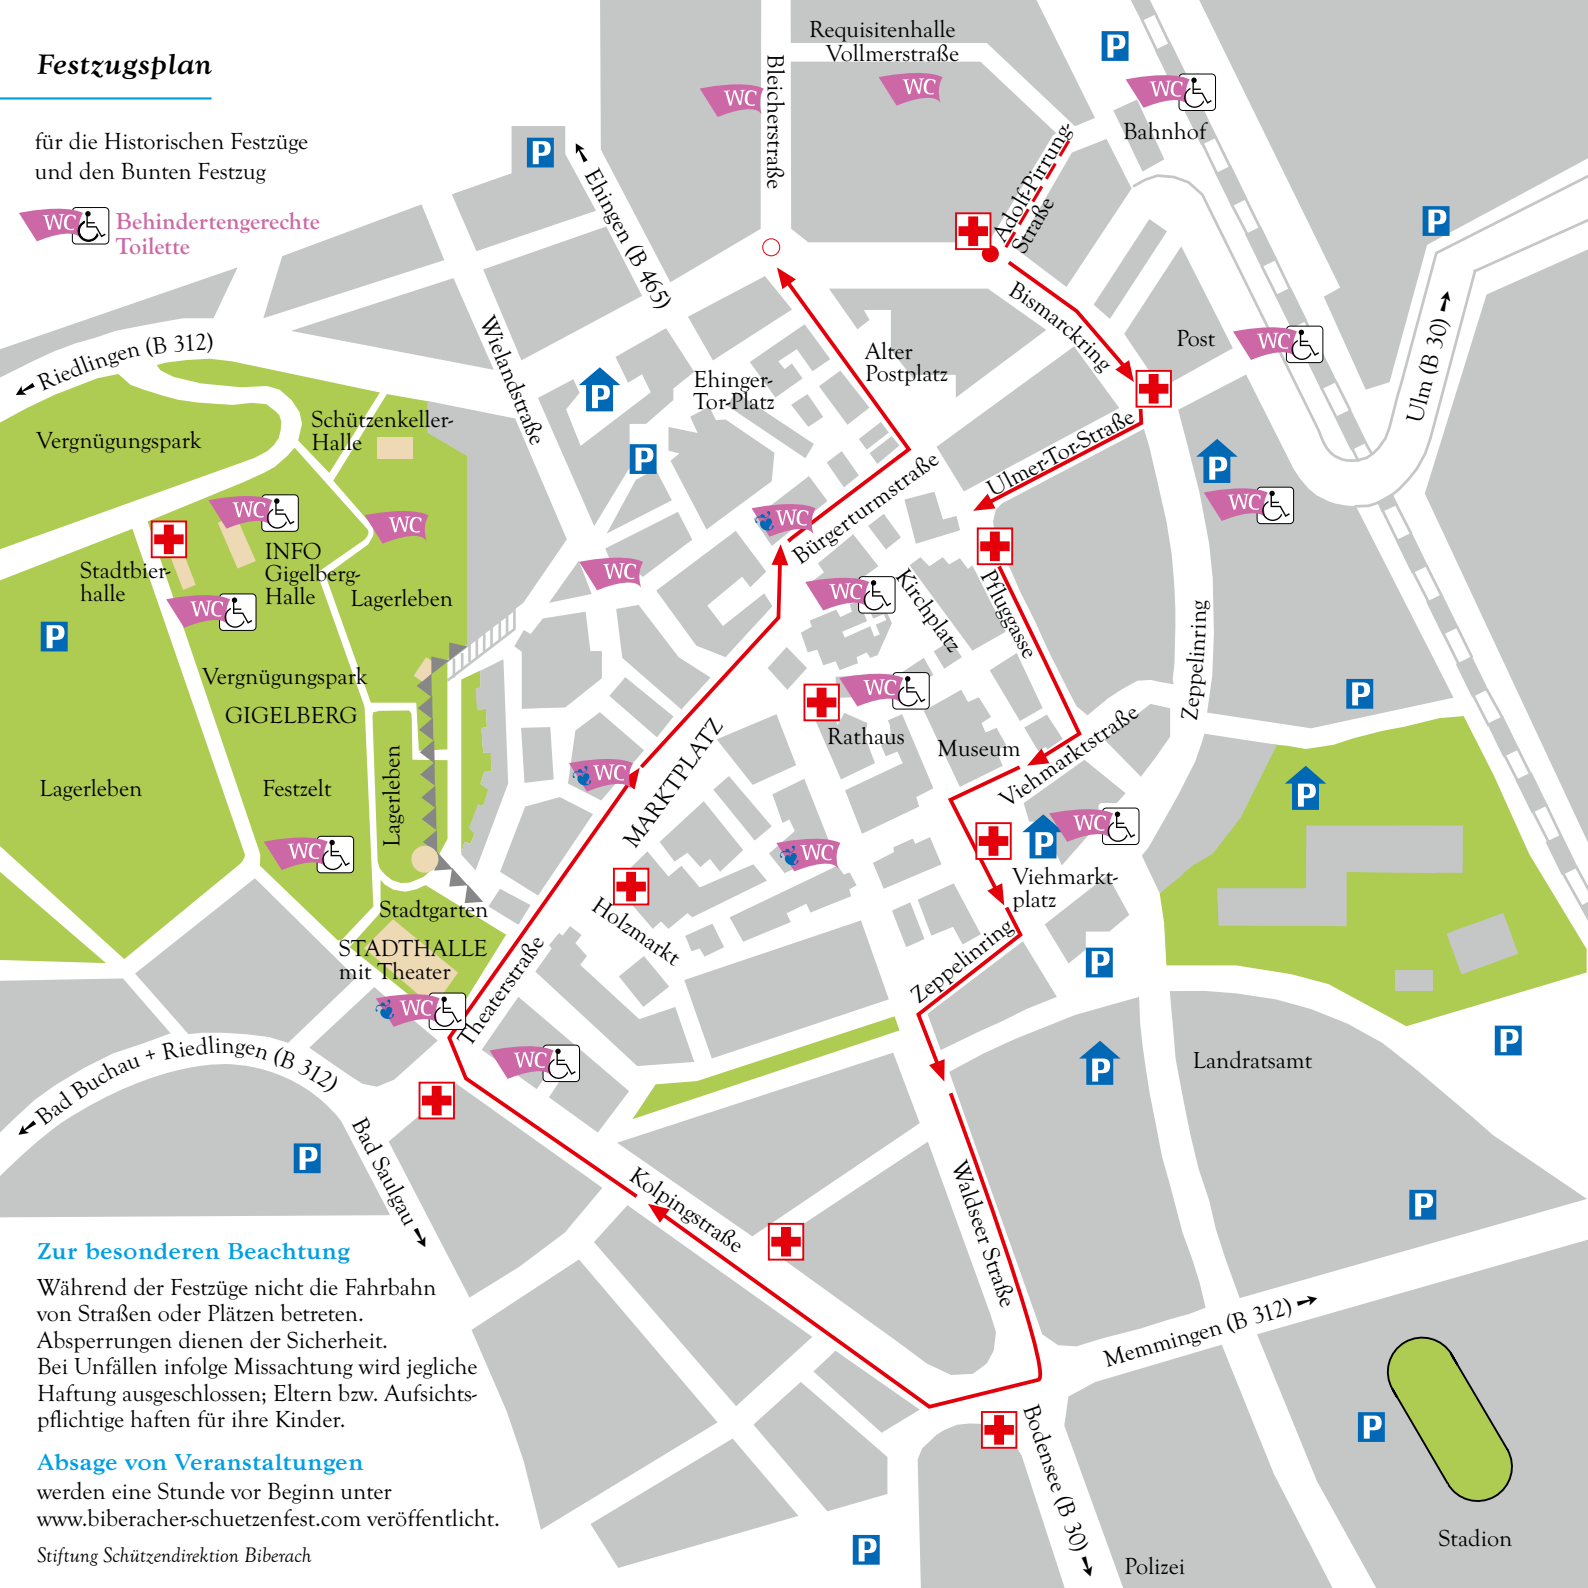 Festzugsplan
für die Historischen Festzüge
und den Bunten Festzug
WC
Behindertengerechte
Toilette
Requisitenhalle
Vollmerstraße
WC
WC
Bleicherstraße
P
WC
Bahnhof
P
Ehingen (B 465)
Adolf-Pirrung-
Straße
P
Bismarckring
Riedlingen (B 312)
Wielandstraße
Post
WC
Ulm (B 30)
Alter
Postplatz
Ehinger-
Tor-Platz
P
Schützenkeller-
Halle
Vergnügungspark
P
Ulmer-Tor-Straße
P
WC
WC
WC
WC
Bürgerturmstraße
INFO
Gigelberg-
Halle
Stadtbier-
halle
WC
Lagerleben
WC
WC
Kirchplatz
Pfluggasse
P
Zeppelinring
Vergnügungspark
GIGELBERG
WC
Rathaus
P
Museum
Viehmarktstraße
Lagerleben
Festzelt
Lagerleben
WC
MARKTPLATZ
P
WC
WC
P
WC
Viehmarkt-
platz
Holzmarkt
Stadtgarten
STADTHALLE
mit Theater
Theaterstraße
Zeppelinring
P
WC
WC
P
Landratsamt
P
Bad Buchau + Riedlingen (B 312)
Bad Saulgau
P
Kolpingstraße
Waldseer Straße
P
Memmingen (B 312)
Zur besonderen Beachtung
Während der Festzüge nicht die Fahrbahn
von Straßen oder Plätzen betreten.
Absperrungen dienen der Sicherheit.
Bei Unfällen infolge Missachtung wird jegliche
Haftung ausgeschlossen; Eltern bzw. Aufsichts-
pflichtige haften für ihre Kinder.
Absage von Veranstaltungen
werden eine Stunde vor Beginn unter
www.biberacher-schuetzenfest.com veröffentlicht.
Stiftung Schützendirektion Biberach
Bodensee (B 30)
P
P
Stadion
Polizei